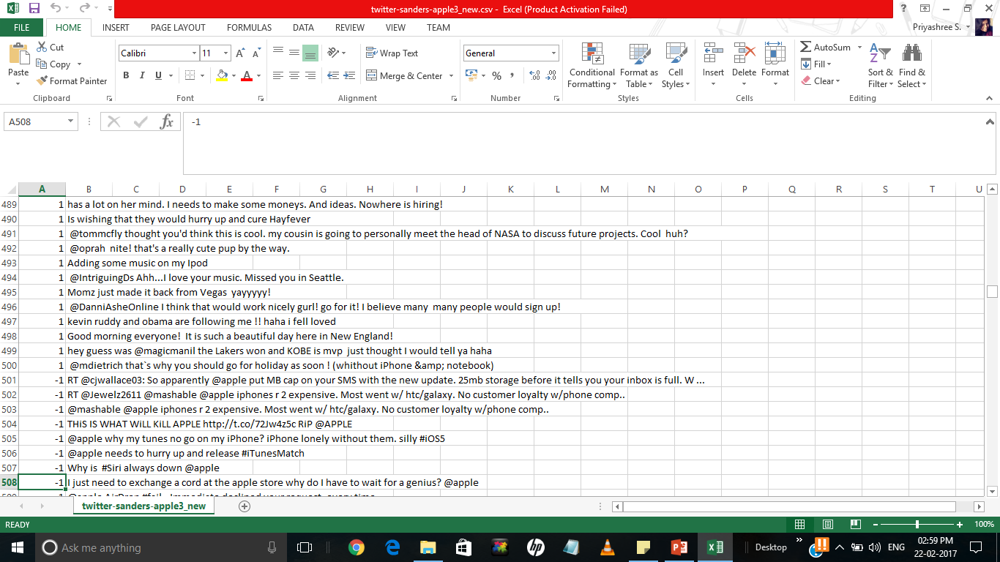 twitter-sanders-apple3_new.csv - Excel (Product Activation Failed)
FILE HOME INSERT PAGE LAYOUT FORMULAS DATA REVIEW VIEW TEAM Priyashree S.
Cut
Copy
Format Painter
Paste
Clipboard
Calibri 11
B I U
Font
Wrap Text
Merge & Center
Alignment
General
% ,
Number
Conditional Formatting
Format as Table
Cell Styles
Styles
Insert Delete Format
Cells
AutoSum
Fill
Clear
Sort & Filter
Find & Select
Editing
A508 fx -1
A B C D E F G H I J K L M N O P Q R S T U
489 1 has a lot on her mind. I needs to make some moneys. And ideas. Nowhere is hiring!
490 1 Is wishing that they would hurry up and cure Hayfever
491 1 @tommcfly thought you'd think this is cool. my cousin is going to personally meet the head of NASA to discuss future projects. Cool huh?
492 1 @oprah nite! that's a really cute pup by the way.
493 1 Adding some music on my Ipod
494 1 @IntriguingDs Ahh...I love your music. Missed you in Seattle.
495 1 Momz just made it back from Vegas yayyyyy!
496 1 @DanniAsheOnline I think that would work nicely gurl! go for it! I believe many many people would sign up!
497 1 kevin ruddy and obama are following me !! haha i fell loved
498 1 Good morning everyone! It is such a beautiful day here in New England!
499 1 hey guess was @magicmanil the Lakers won and KOBE is mvp just thought I would tell ya haha
500 1 @mdietrich that`s why you should go for holiday as soon ! (whithout iPhone &amp; notebook)
501 -1 RT @cjwallace03: So apparently @apple put MB cap on your SMS with the new update. 25mb storage before it tells you your inbox is full. W ...
502 -1 RT @Jewelz2611 @mashable @apple iphones r 2 expensive. Most went w/ htc/galaxy. No customer loyalty w/phone comp..
503 -1 @mashable @apple iphones r 2 expensive. Most went w/ htc/galaxy. No customer loyalty w/phone comp..
504 -1 THiS IS WHAT WiLL KiLL APPLE http://t.co/72Jw4z5c RiP @APPLE
505 -1 @apple why my tunes no go on my iPhone? iPhone lonely without them. silly #iOS5
506 -1 @apple needs to hurry up and release #iTunesMatch
507 -1 Why is #Siri always down @apple
508 -1 I just need to exchange a cord at the apple store why do I have to wait for a genius? @apple
twitter-sanders-apple3_new
READY 100%
Ask me anything Desktop ENG 02:59 PM
22-02-2017